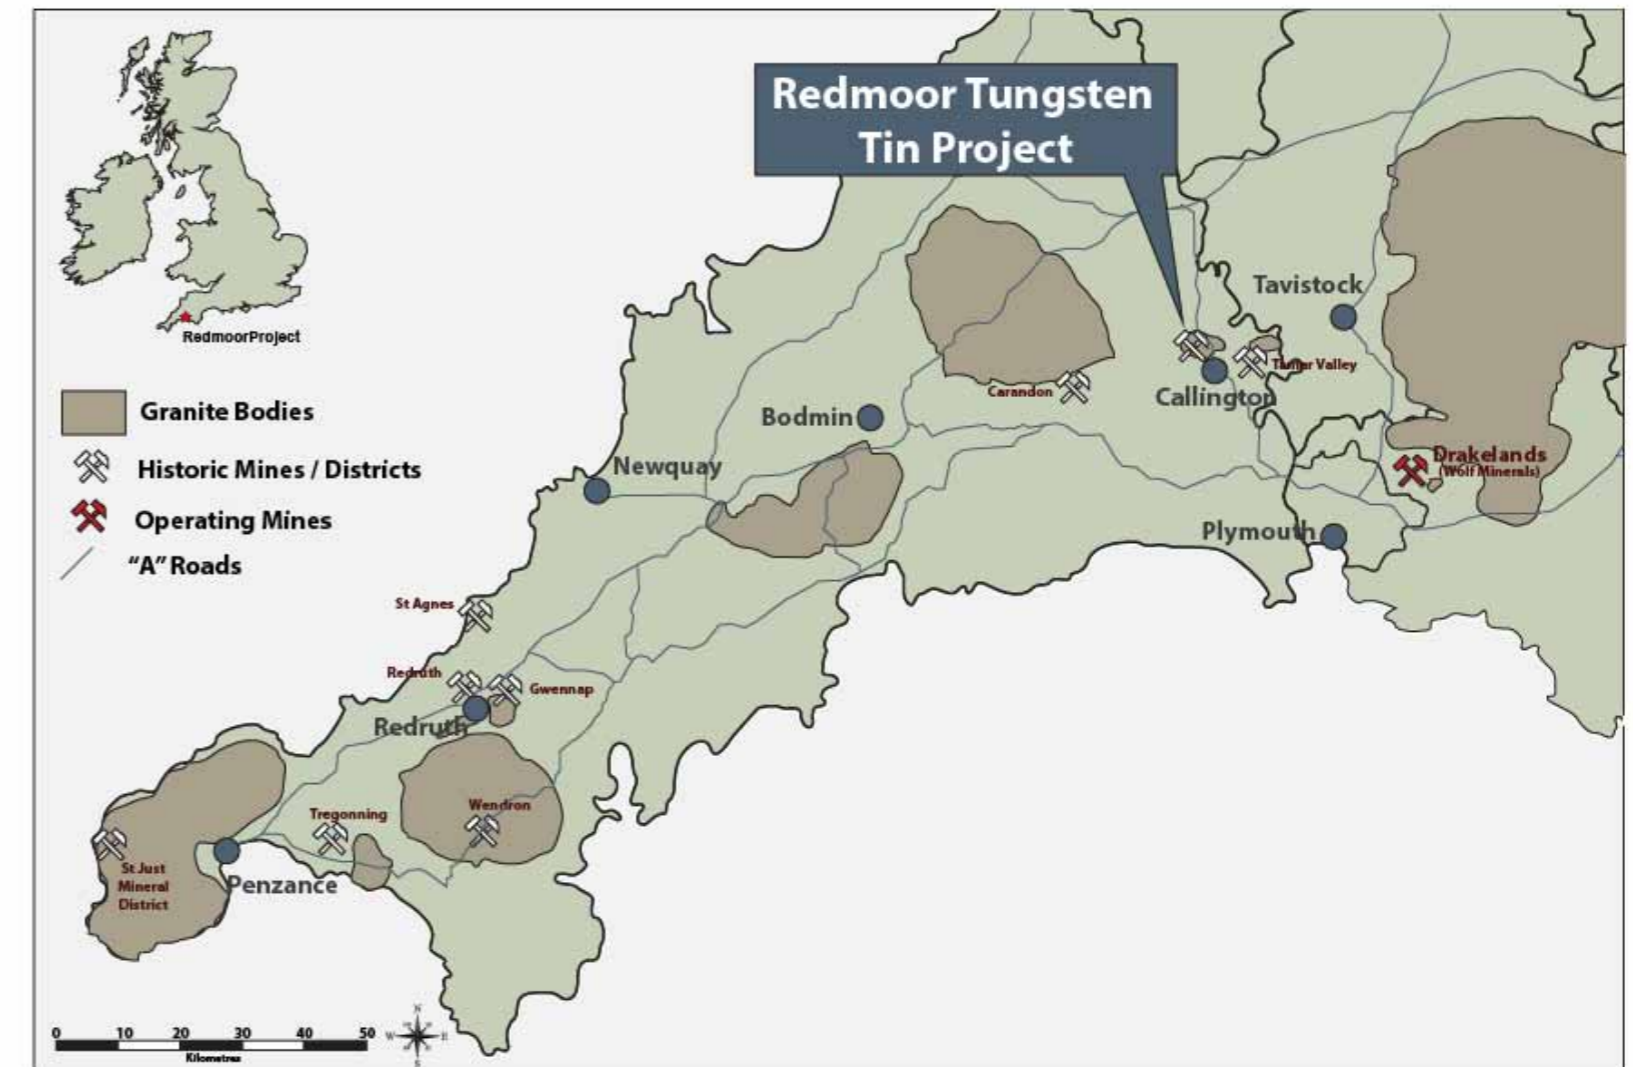 Redmoor Tungsten
Tin Project
RedmoorProject
Granite Bodies
Historic Mines / Districts
Operating Mines
“A” Roads
Tavistock
Tamar Valley
Callington
Carandon
Bodmin
Newquay
Drakelands
(Wolf Minerals)
Plymouth
St Agnes
Redruth
Gwennap
Redruth
Tregonning
Wendron
St Just
Mineral
District
Penzance
0 10 20 30 40 50
Kilometres
N
W E
S